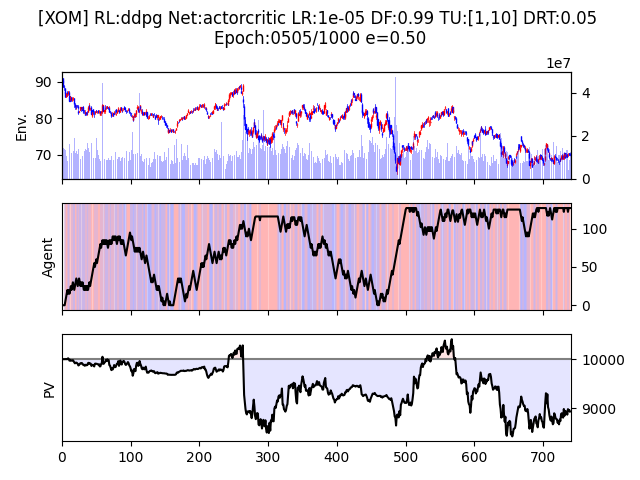 [XOM] RL:ddpg Net:actorcritic LR:1e-05 DF:0.99 TU:[1,10] DRT:0.05
Epoch:0505/1000 e=0.50
1e7
90
80
70
Env.
4
2
0
Agent
100
50
0
PV
10000
9000
0 100 200 300 400 500 600 700